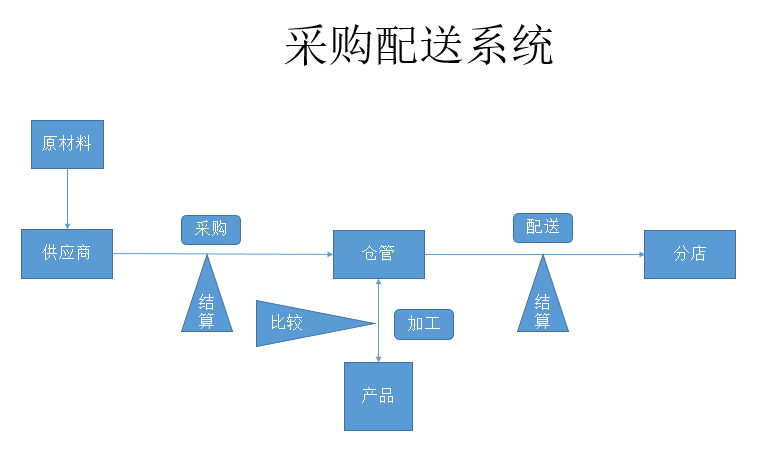 采购配送系统
原材料
采购
配送
供应商
仓管
分店
结
算
比较
加工
结
算
产品